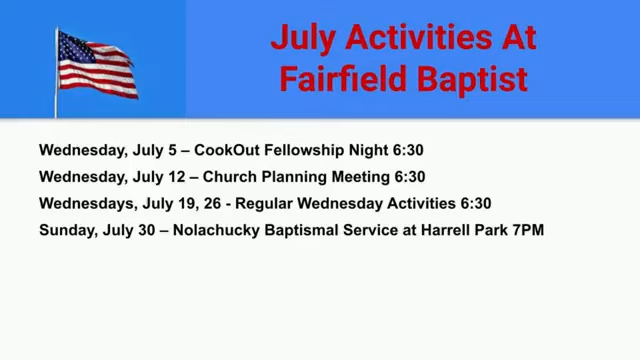 July Activities At
Fairfield Baptist
Wednesday, July 5 – CookOut Fellowship Night 6:30
Wednesday, July 12 – Church Planning Meeting 6:30
Wednesdays, July 19, 26 - Regular Wednesday Activities 6:30
Sunday, July 30 – Nolachucky Baptismal Service at Harrell Park 7PM